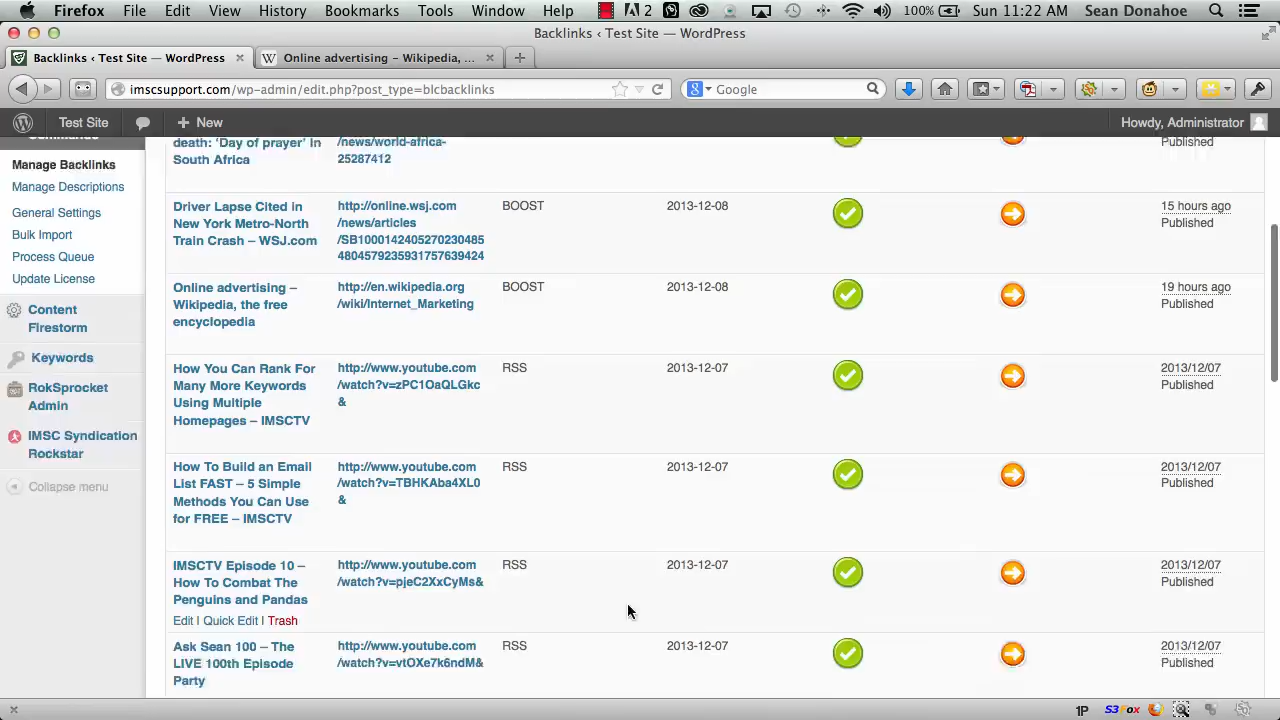 Firefox File Edit View History Bookmarks Tools Window Help 2 100% Sun 11:22 AM Sean Donahoe
Backlinks ‹ Test Site — WordPress
Backlinks ‹ Test Site — WordPress × Online advertising – Wikipedia, ... × +
imscsupport.com/wp-admin/edit.php?post_type=blcbacklinks Google
Test Site + New Howdy, Administrator
Manage Backlinks
Manage Descriptions
General Settings
Bulk Import
Process Queue
Update License
Content
Firestorm
Keywords
RokSprocket
Admin
IMSC Syndication
Rockstar
Collapse menu
death: 'Day of prayer' in
South Africa
/news/world-africa-
25287412
Published
Driver Lapse Cited in
New York Metro-North
Train Crash – WSJ.com
http://online.wsj.com
/news/articles
/SB1000142405270230485
4804579235931757639424
BOOST
2013-12-08
15 hours ago
Published
Online advertising –
Wikipedia, the free
encyclopedia
http://en.wikipedia.org
/wiki/Internet_Marketing
BOOST
2013-12-08
19 hours ago
Published
How You Can Rank For
Many More Keywords
Using Multiple
Homepages – IMSCTV
http://www.youtube.com
/watch?v=zPC1OaQLGkc
&
RSS
2013-12-07
2013/12/07
Published
How To Build an Email
List FAST – 5 Simple
Methods You Can Use
for FREE – IMSCTV
http://www.youtube.com
/watch?v=TBHKAba4XL0
&
RSS
2013-12-07
2013/12/07
Published
IMSCTV Episode 10 –
How To Combat The
Penguins and Pandas
Edit | Quick Edit | Trash
http://www.youtube.com
/watch?v=pjeC2XxCyMs&
RSS
2013-12-07
2013/12/07
Published
Ask Sean 100 – The
LIVE 100th Episode
Party
http://www.youtube.com
/watch?v=vtOXe7k6ndM&
RSS
2013-12-07
2013/12/07
Published
1P S3Fox